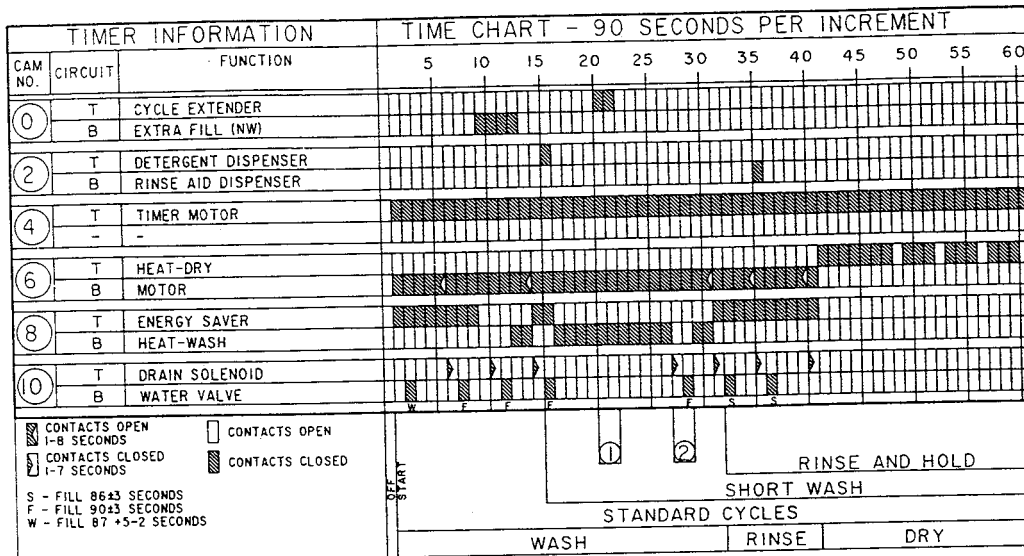 TIMER INFORMATION
TIME CHART - 90 SECONDS PER INCREMENT
CAM NO.
CIRCUIT
FUNCTION
5 10 15 20 25 30 35 40 45 50 55 60
0
T CYCLE EXTENDER
B EXTRA FILL (NW)
2
T DETERGENT DISPENSER
B RINSE AID DISPENSER
4
T TIMER MOTOR
- -
6
T HEAT-DRY
B MOTOR
8
T ENERGY SAVER
B HEAT-WASH
10
T DRAIN SOLENOID
B WATER VALVE
W F F F F S S
CONTACTS OPEN
1-8 SECONDS
CONTACTS OPEN
CONTACTS CLOSED
1-7 SECONDS
CONTACTS CLOSED
S - FILL 86±3 SECONDS
F - FILL 90±3 SECONDS
W - FILL 87 +5-2 SECONDS
OFF
START
1
2
RINSE AND HOLD
SHORT WASH
STANDARD CYCLES
WASH RINSE DRY